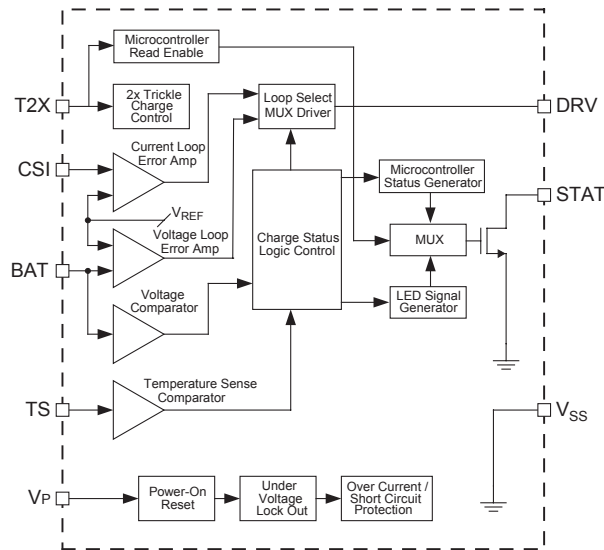 Microcontroller
Read Enable
T2X
2x Trickle
Charge
Control
Loop Select
MUX Driver
DRV
Current Loop
Error Amp
CSI
Microcontroller
Status Generator
STAT
VREF
Voltage Loop
Error Amp
Charge Status
Logic Control
MUX
BAT
Voltage
Comparator
LED Signal
Generator
Temperature Sense
Comparator
TS
VSS
VP
Power-On
Reset
Under
Voltage
Lock Out
Over Current /
Short Circuit
Protection